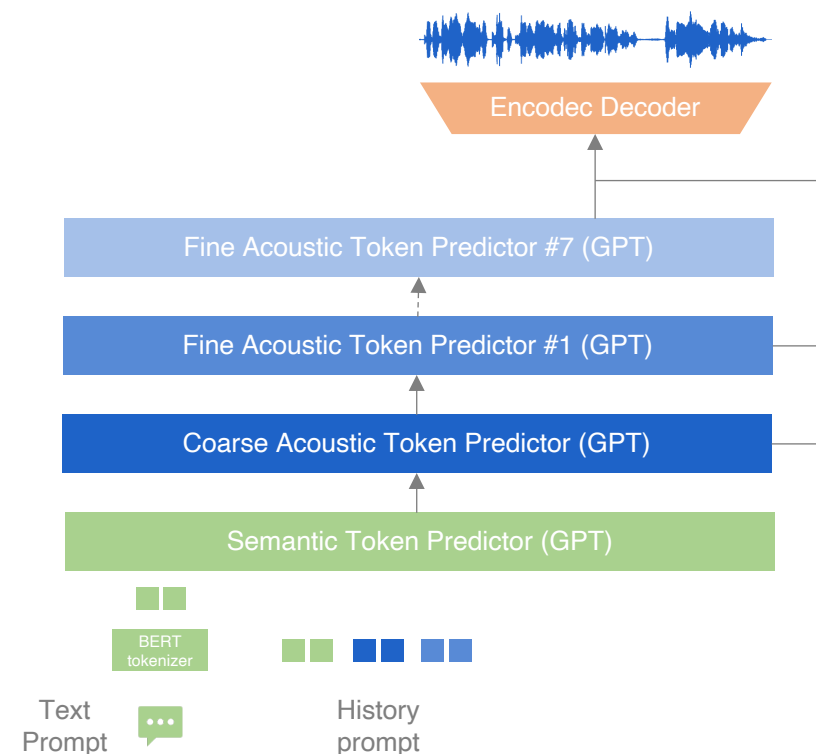 Encodec Decoder
Fine Acoustic Token Predictor #7 (GPT)
Fine Acoustic Token Predictor #1 (GPT)
Coarse Acoustic Token Predictor (GPT)
Semantic Token Predictor (GPT)
BERT
tokenizer
Text
Prompt
History
prompt